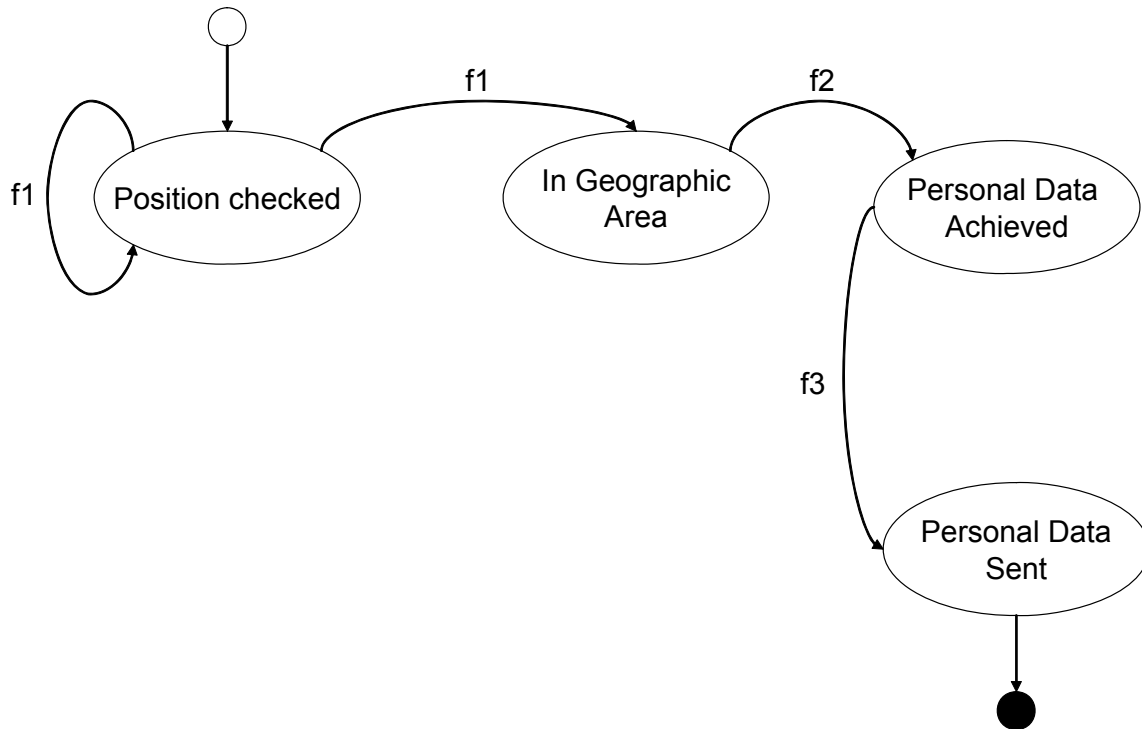 f1
f2
f1
Position checked
In Geographic
Area
Personal Data
Achieved
f3
Personal Data
Sent